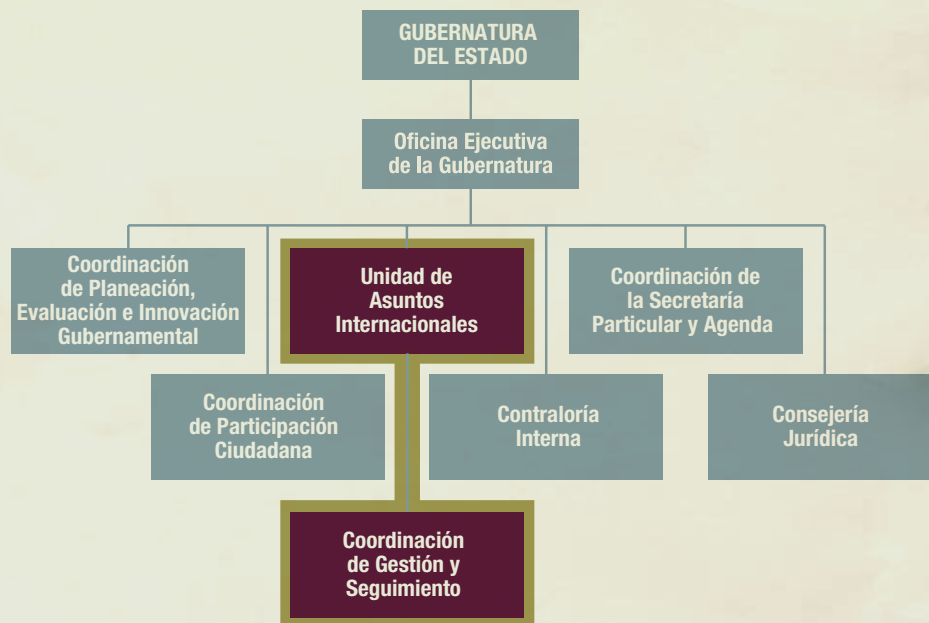 GUBERNATURA
DEL ESTADO
Oficina Ejecutiva
de la Gubernatura
Coordinación
de Planeación,
Evaluación e Innovación
Gubernamental
Unidad de
Asuntos
Internacionales
Coordinación de
la Secretaría
Particular y Agenda
Coordinación
de Participación
Ciudadana
Contraloría
Interna
Consejería
Jurídica
Coordinación
de Gestión y
Seguimiento